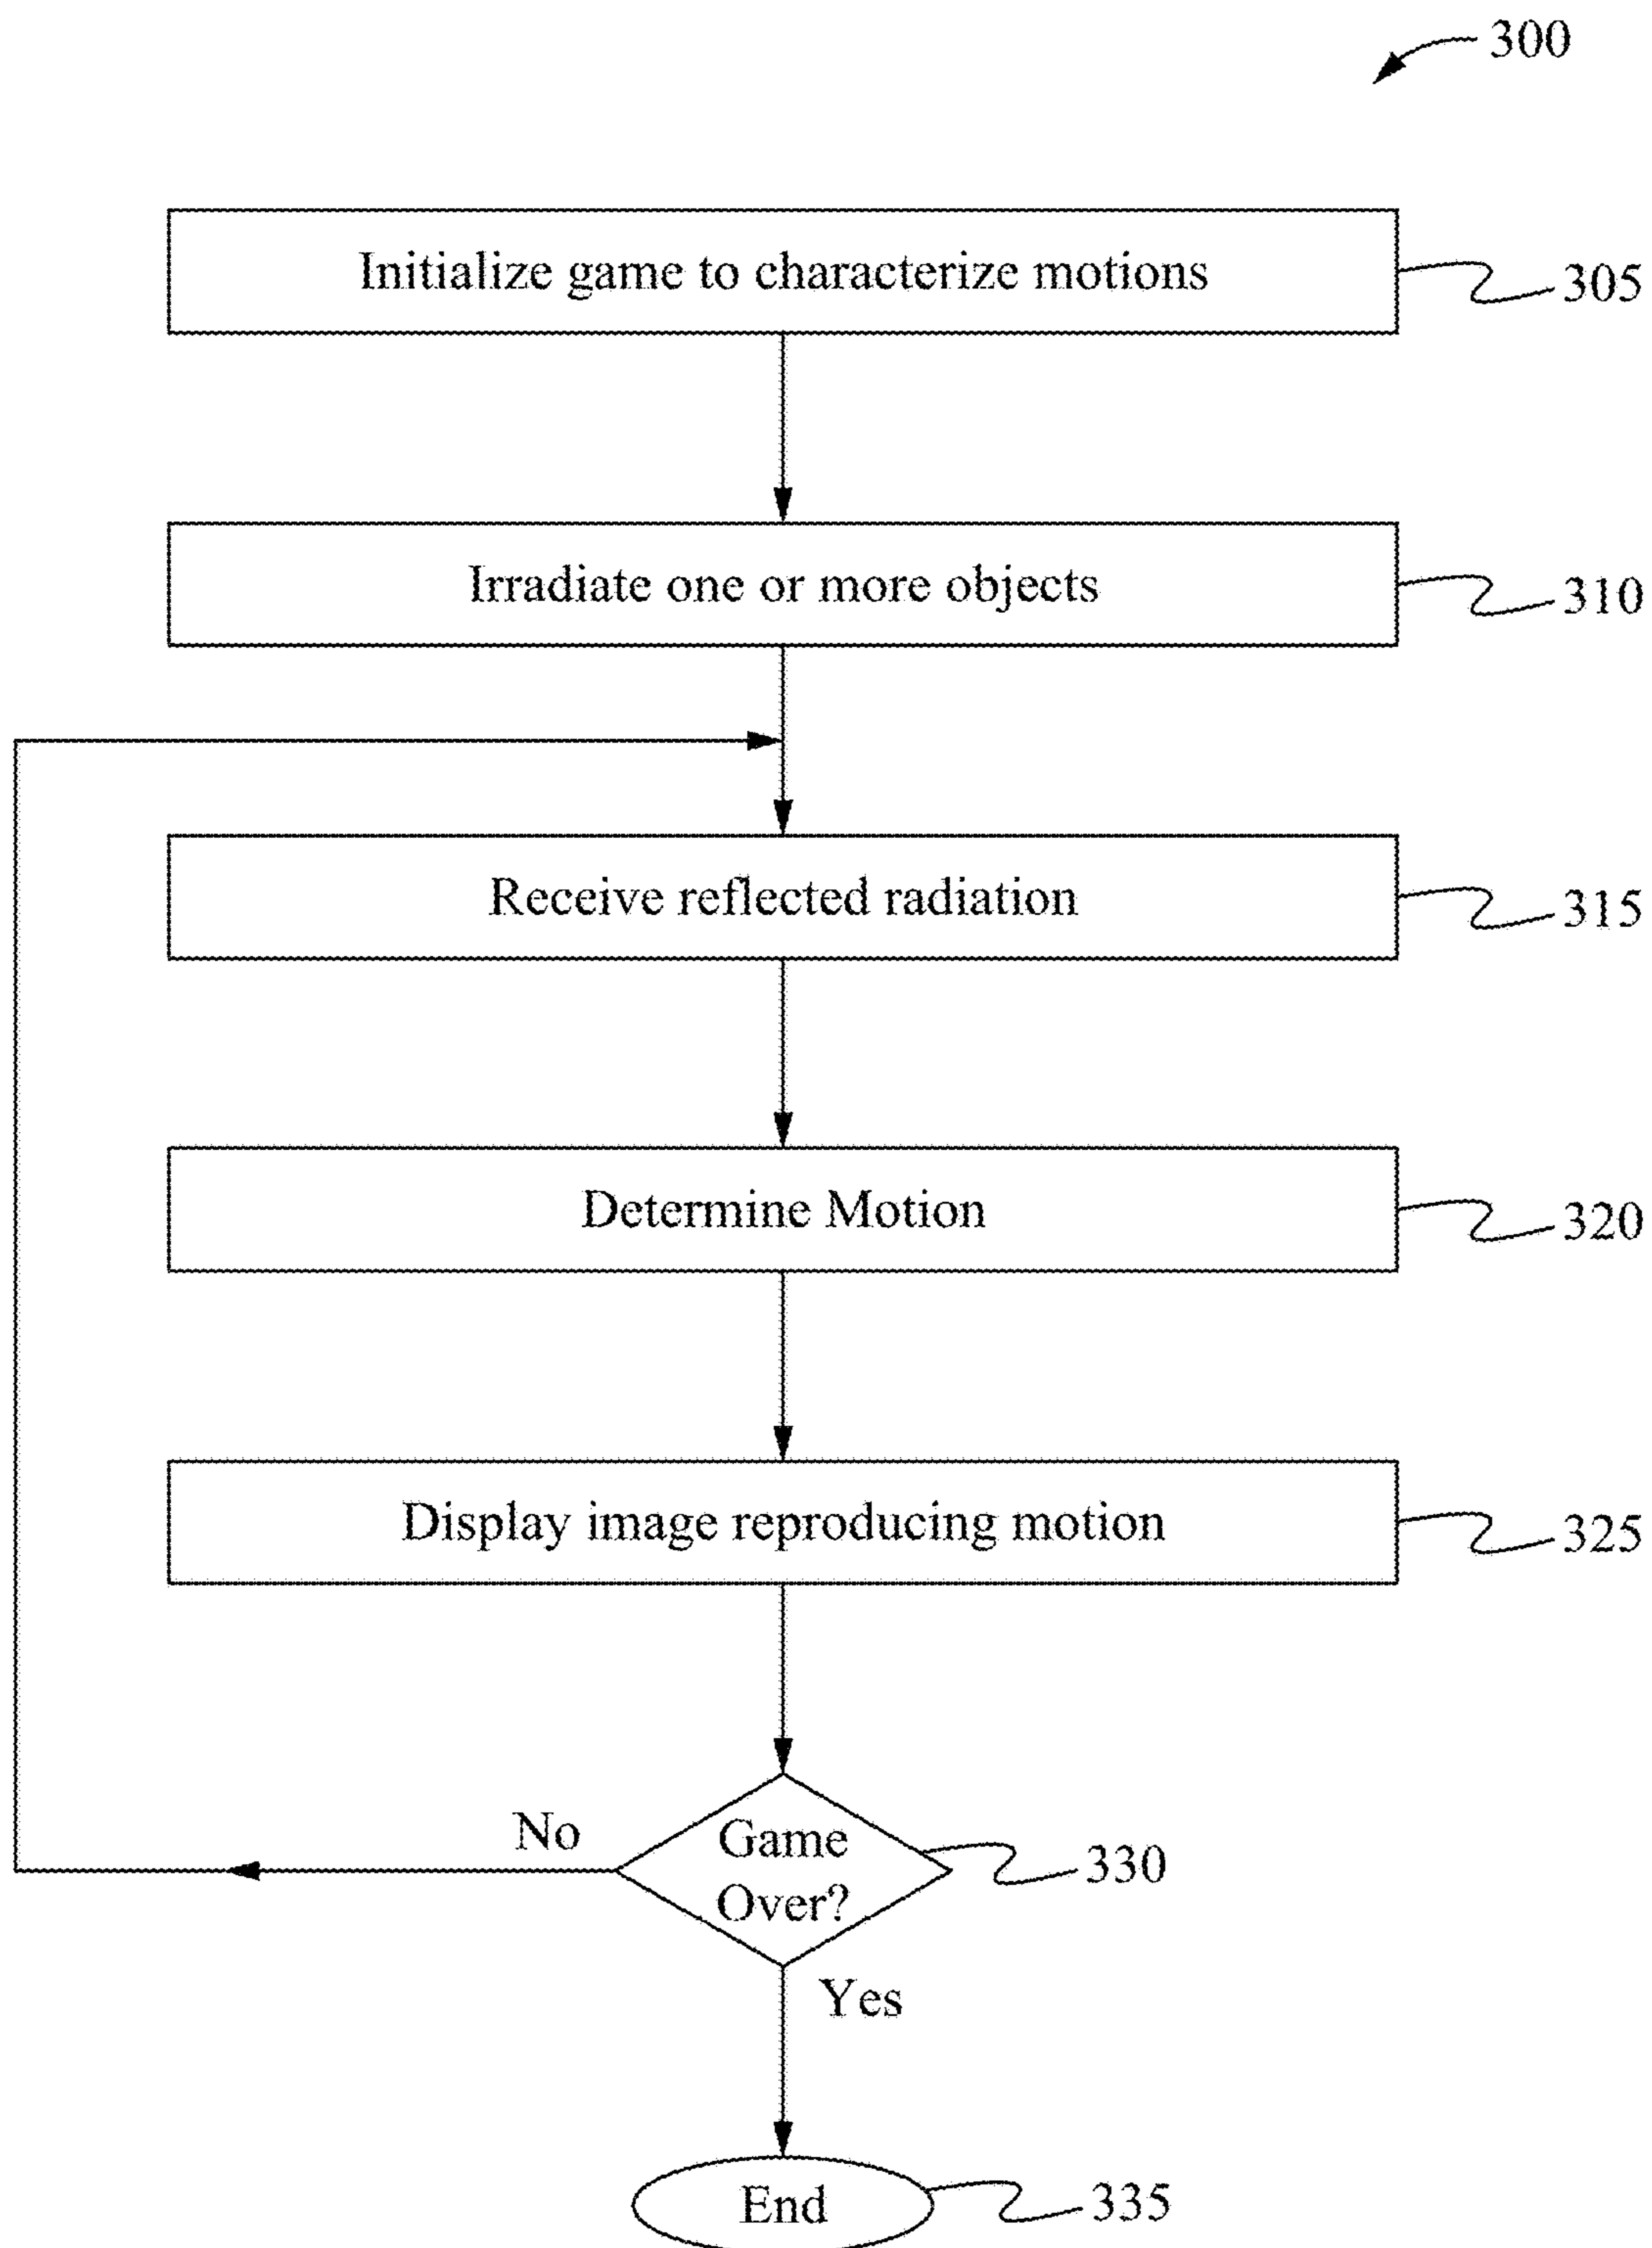 300
Initialize game to characterize motions
305
Irradiate one or more objects
310
Receive reflected radiation
315
Determine Motion
320
Display image reproducing motion
325
No
Game
Over?
330
Yes
End
335